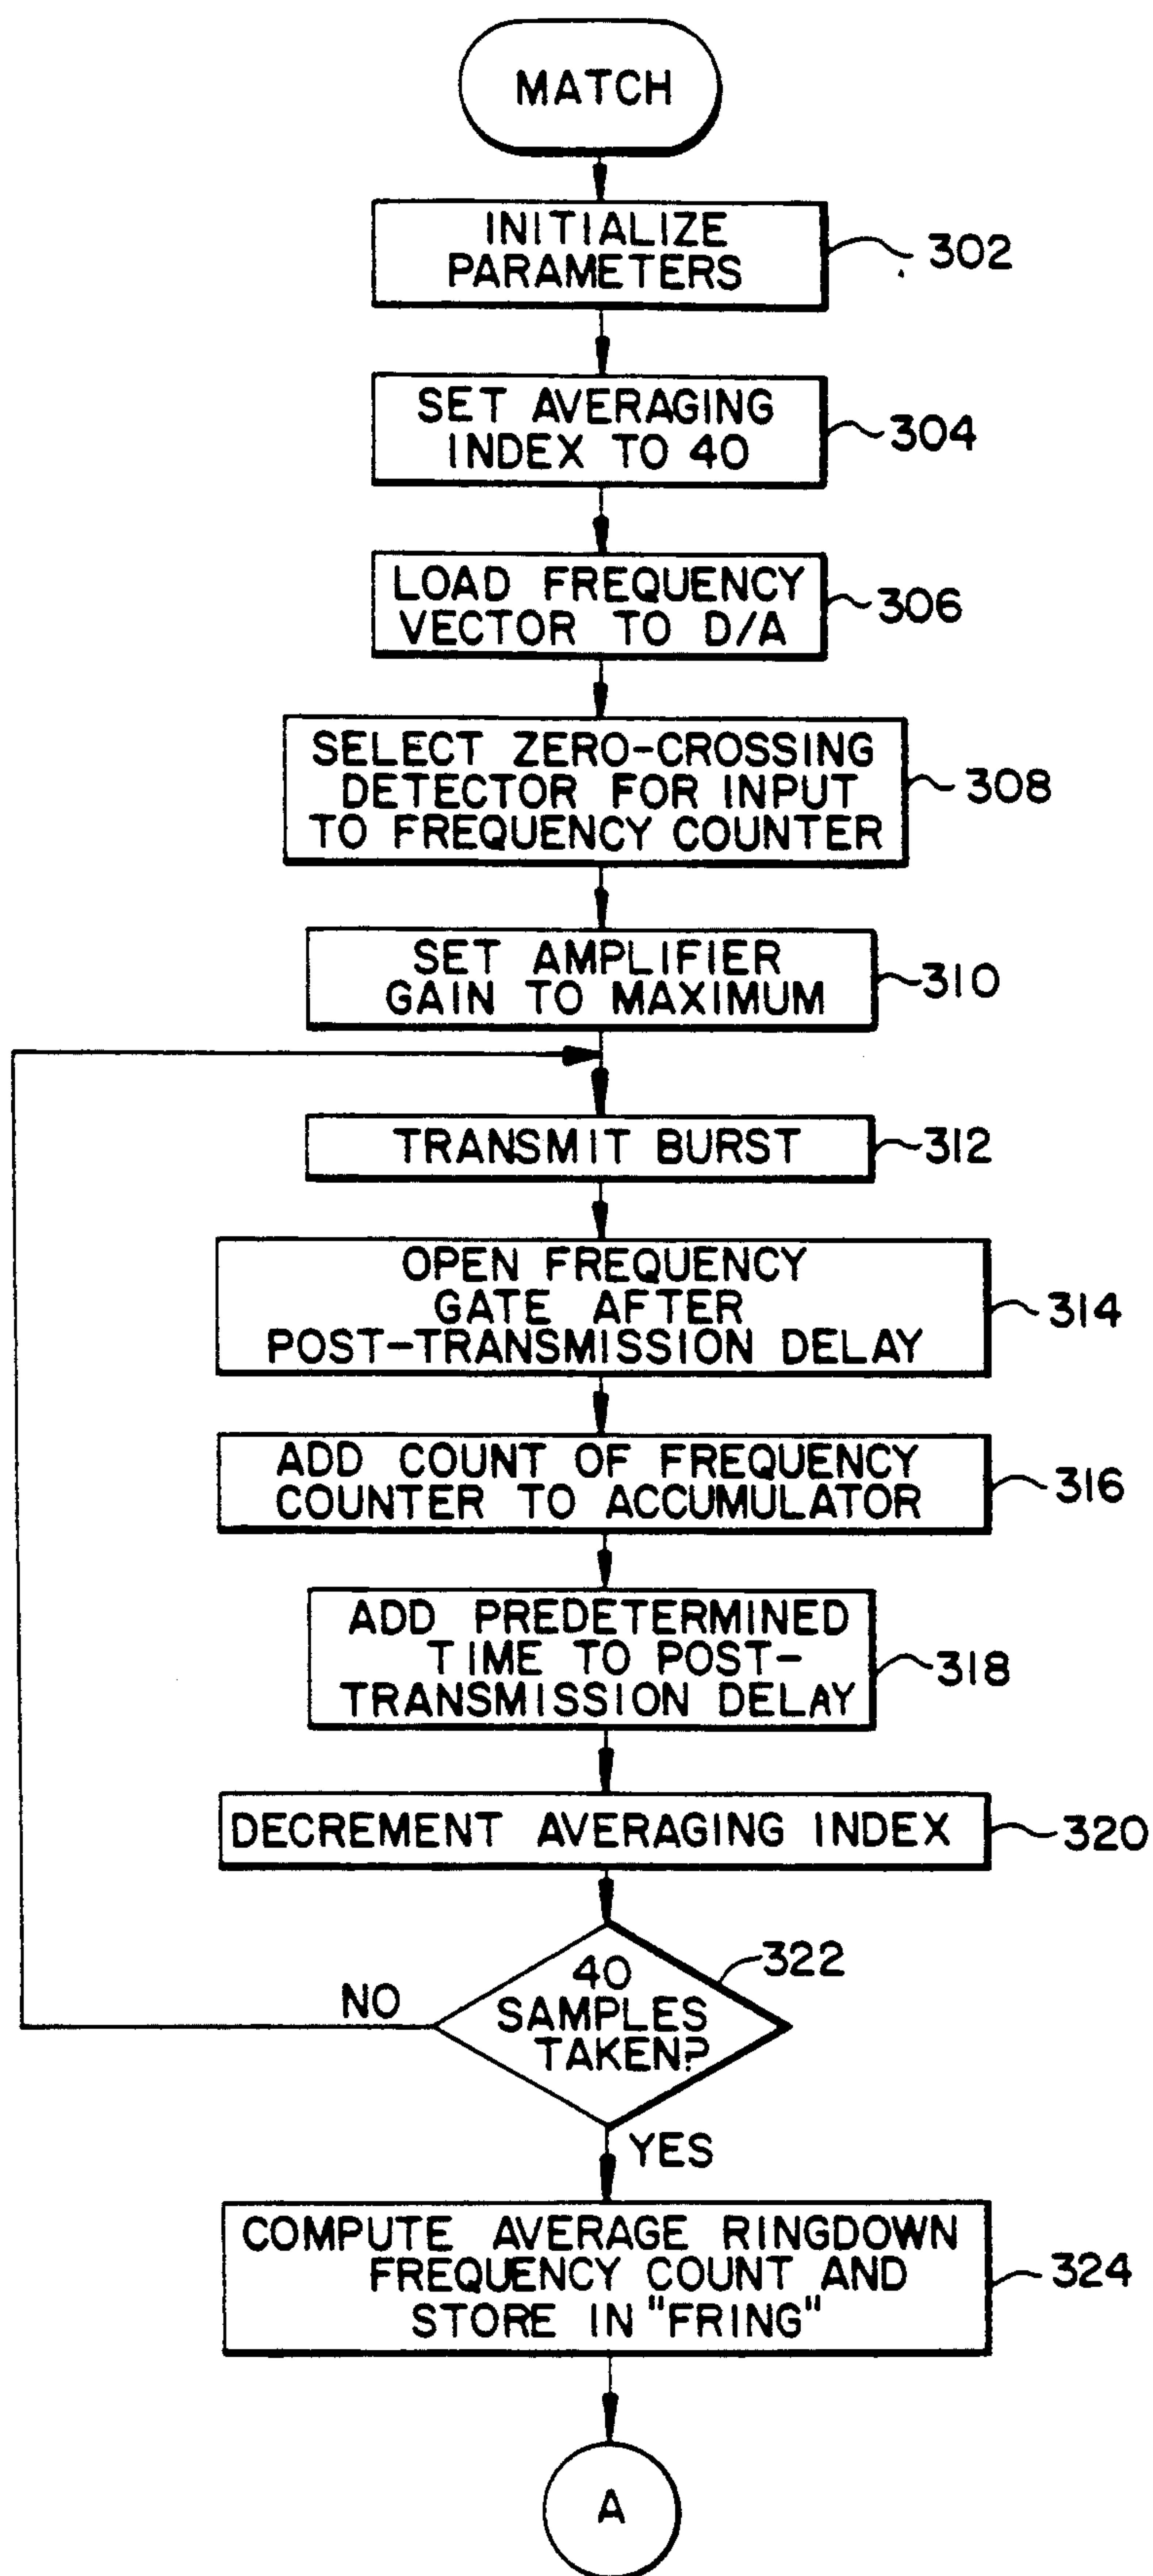 MATCH
INITIALIZE
PARAMETERS
302
SET AVERAGING
INDEX TO 40
304
LOAD FREQUENCY
VECTOR TO D/A
306
SELECT ZERO-CROSSING
DETECTOR FOR INPUT
TO FREQUENCY COUNTER
308
SET AMPLIFIER
GAIN TO MAXIMUM
310
TRANSMIT BURST
312
OPEN FREQUENCY
GATE AFTER
POST-TRANSMISSION DELAY
314
ADD COUNT OF FREQUENCY
COUNTER TO ACCUMULATOR
316
ADD PREDETERMINED
TIME TO POST-
TRANSMISSION DELAY
318
DECREMENT AVERAGING INDEX
320
40
SAMPLES
TAKEN?
322
NO
YES
COMPUTE AVERAGE RINGDOWN
FREQUENCY COUNT AND
STORE IN "FRING"
324
A